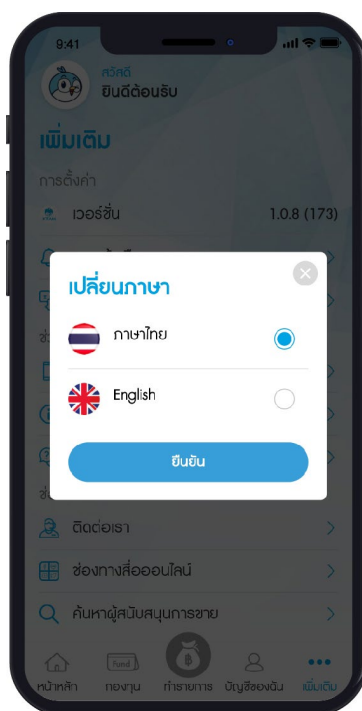 9:41
สวัสดี
ยินดีต้อนรับ
เพิ่มเติม
การตั้งค่า
เวอร์ชั่น 1.0.8 (173)
เปลี่ยนภาษา
ภาษาไทย
English
ยืนยัน
ติดต่อเรา
ช่องทางสื่อออนไลน์
ค้นหาผู้สนับสนุนการขาย
Fund
หน้าหลัก กองทุน ทำรายการ บัญชีของฉัน เพิ่มเติม